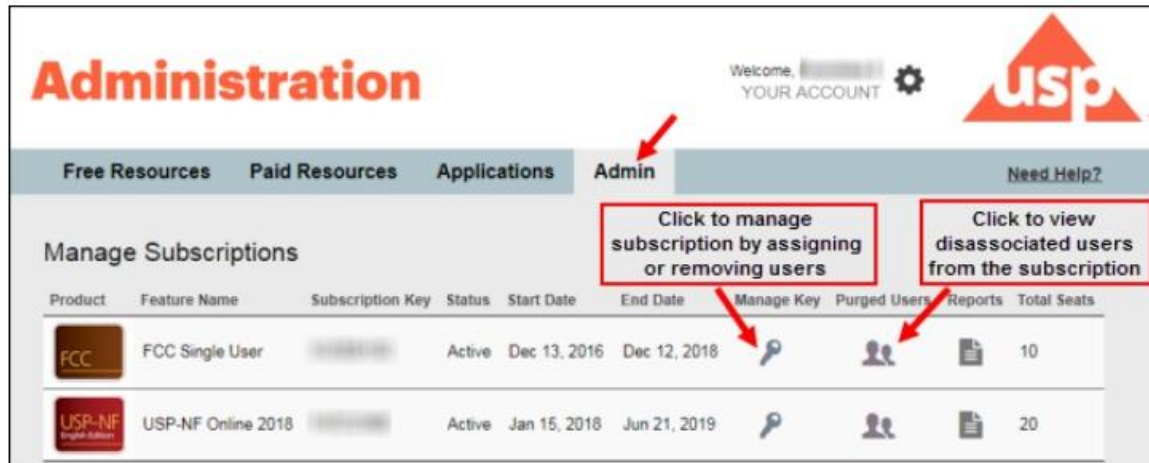 Administration
Welcome,
YOUR ACCOUNT
usp
Free Resources Paid Resources Applications Admin Need Help?
Click to manage
subscription by assigning
or removing users
Click to view
disassociated users
from the subscription
Manage Subscriptions
Product Feature Name Subscription Key Status Start Date End Date Manage Key Purged Users Reports Total Seats
FCC FCC Single User Active Dec 13, 2016 Dec 12, 2018 10
USP-NF
English Edition
USP-NF Online 2018 Active Jan 15, 2018 Jun 21, 2019 20